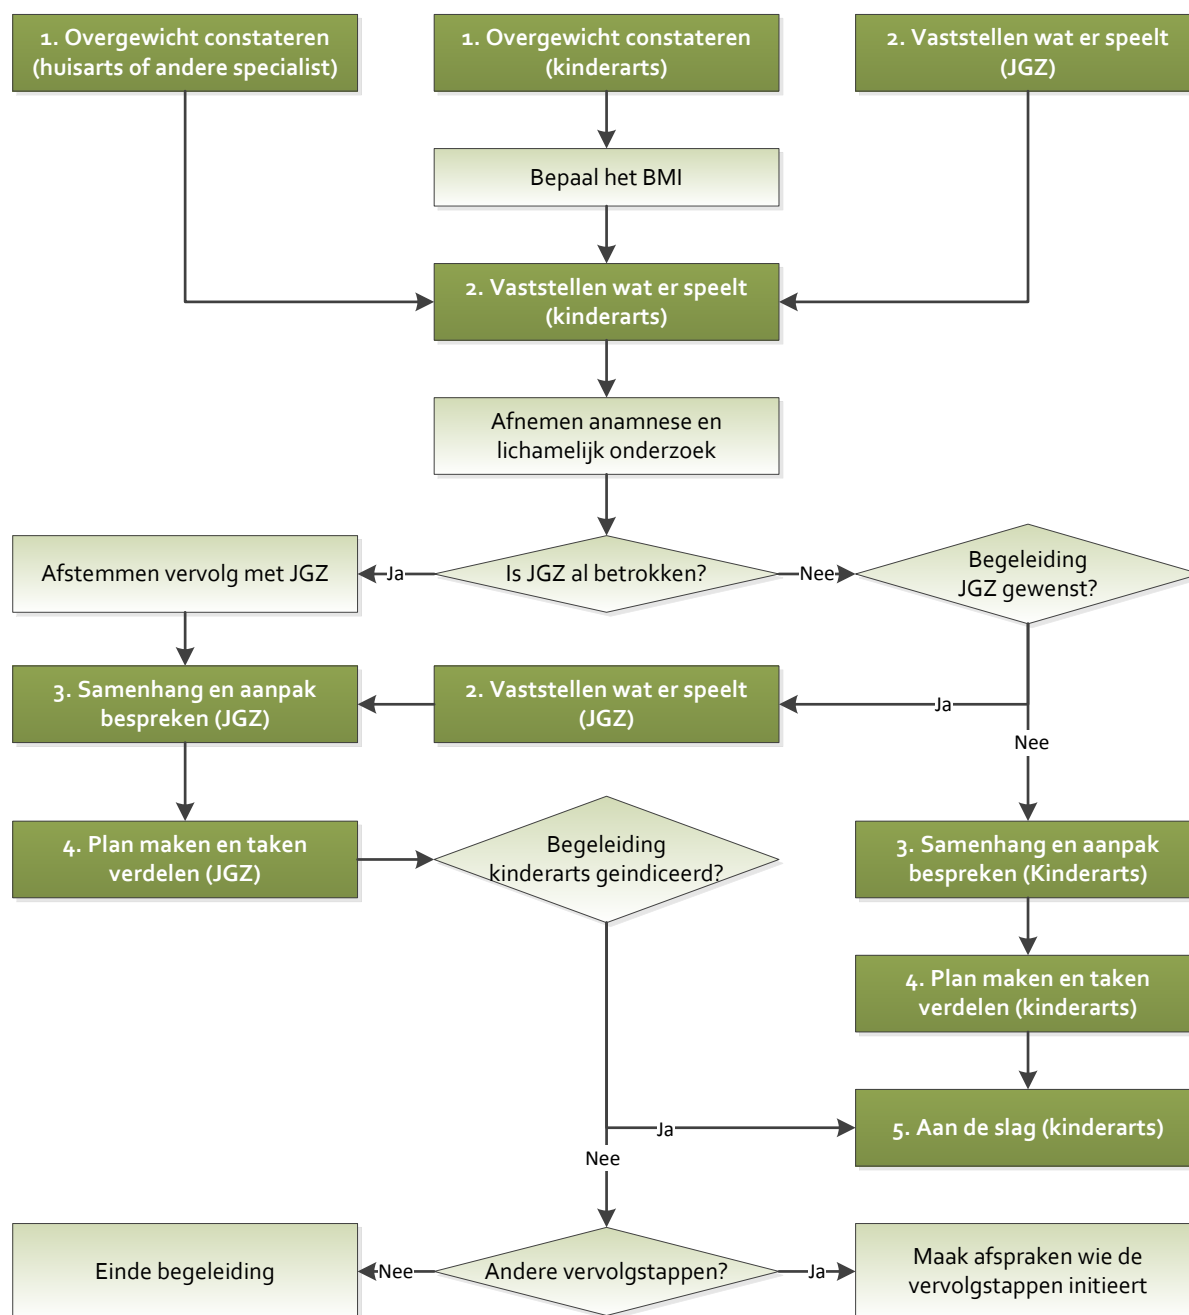 1. Overgewicht constateren
(huisarts of andere specialist)
1. Overgewicht constateren
(kinderarts)
2. Vaststellen wat er speelt
(JGZ)
Bepaal het BMI
2. Vaststellen wat er speelt
(kinderarts)
Afnemen anamnese en
lichamelijk onderzoek
Afstemmen vervolg met JGZ
Ja
Is JGZ al betrokken?
Nee
Begeleiding
JGZ gewenst?
3. Samenhang en aanpak
bespreken (JGZ)
2. Vaststellen wat er speelt
(JGZ)
Ja
Nee
4. Plan maken en taken
verdelen (JGZ)
Begeleiding
kinderarts geindiceerd?
3. Samenhang en aanpak
bespreken (Kinderarts)
4. Plan maken en taken
verdelen (kinderarts)
Ja
5. Aan de slag (kinderarts)
Nee
Einde begeleiding
Nee
Andere vervolgstappen?
Ja
Maak afspraken wie de
vervolgstappen initieert